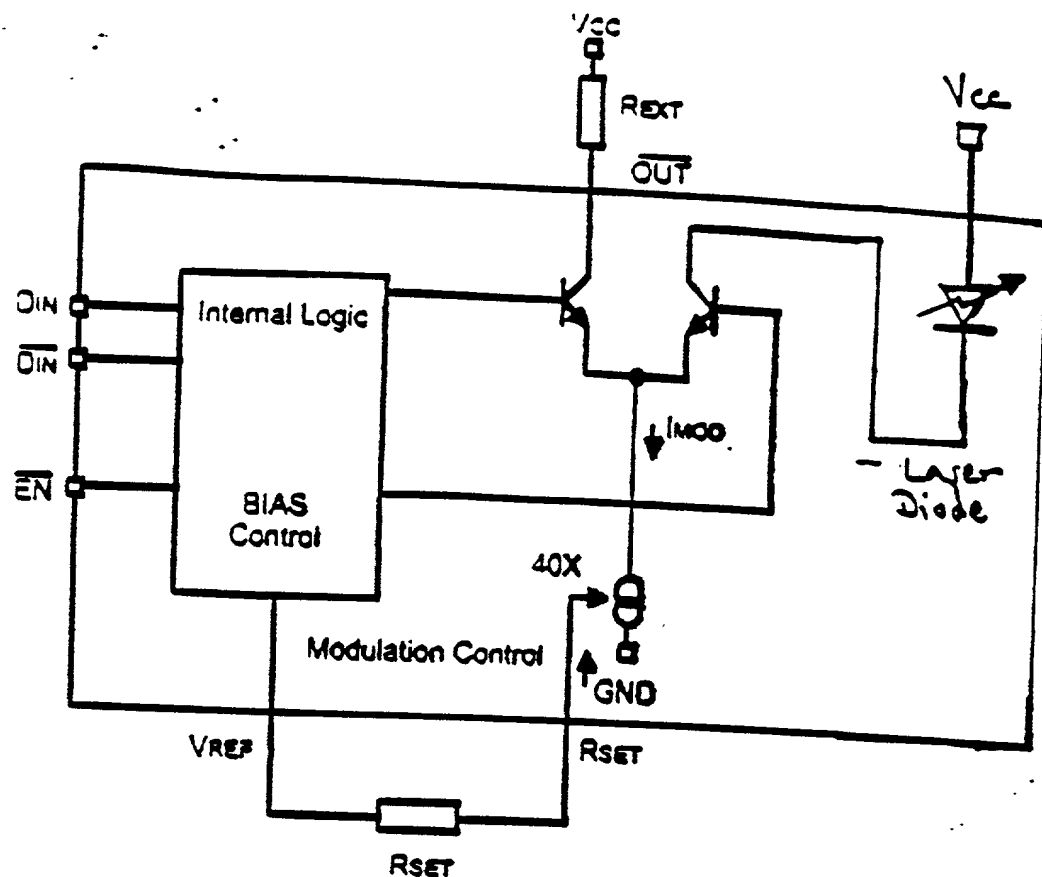 VCC
REXT
Vcc
OUT
DIN
Internal Logic
DIN
IMOD
EN
BIAS
Control
- Laser
Diode
40X
Modulation Control
GND
VREF
RSET
RSET